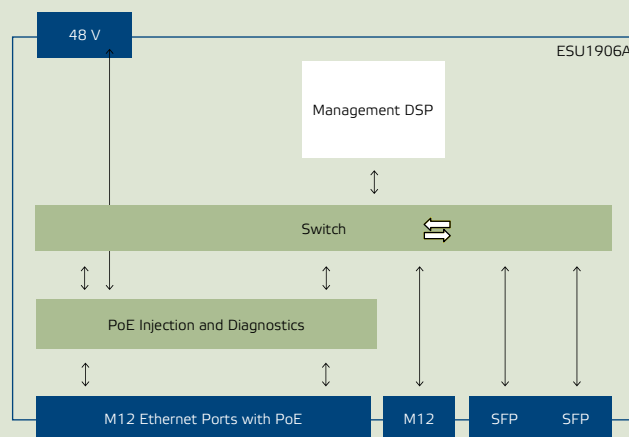 48 V
ESU1906A
Management DSP
Switch
PoE Injection and Diagnostics
M12 Ethernet Ports with PoE
M12
SFP
SFP